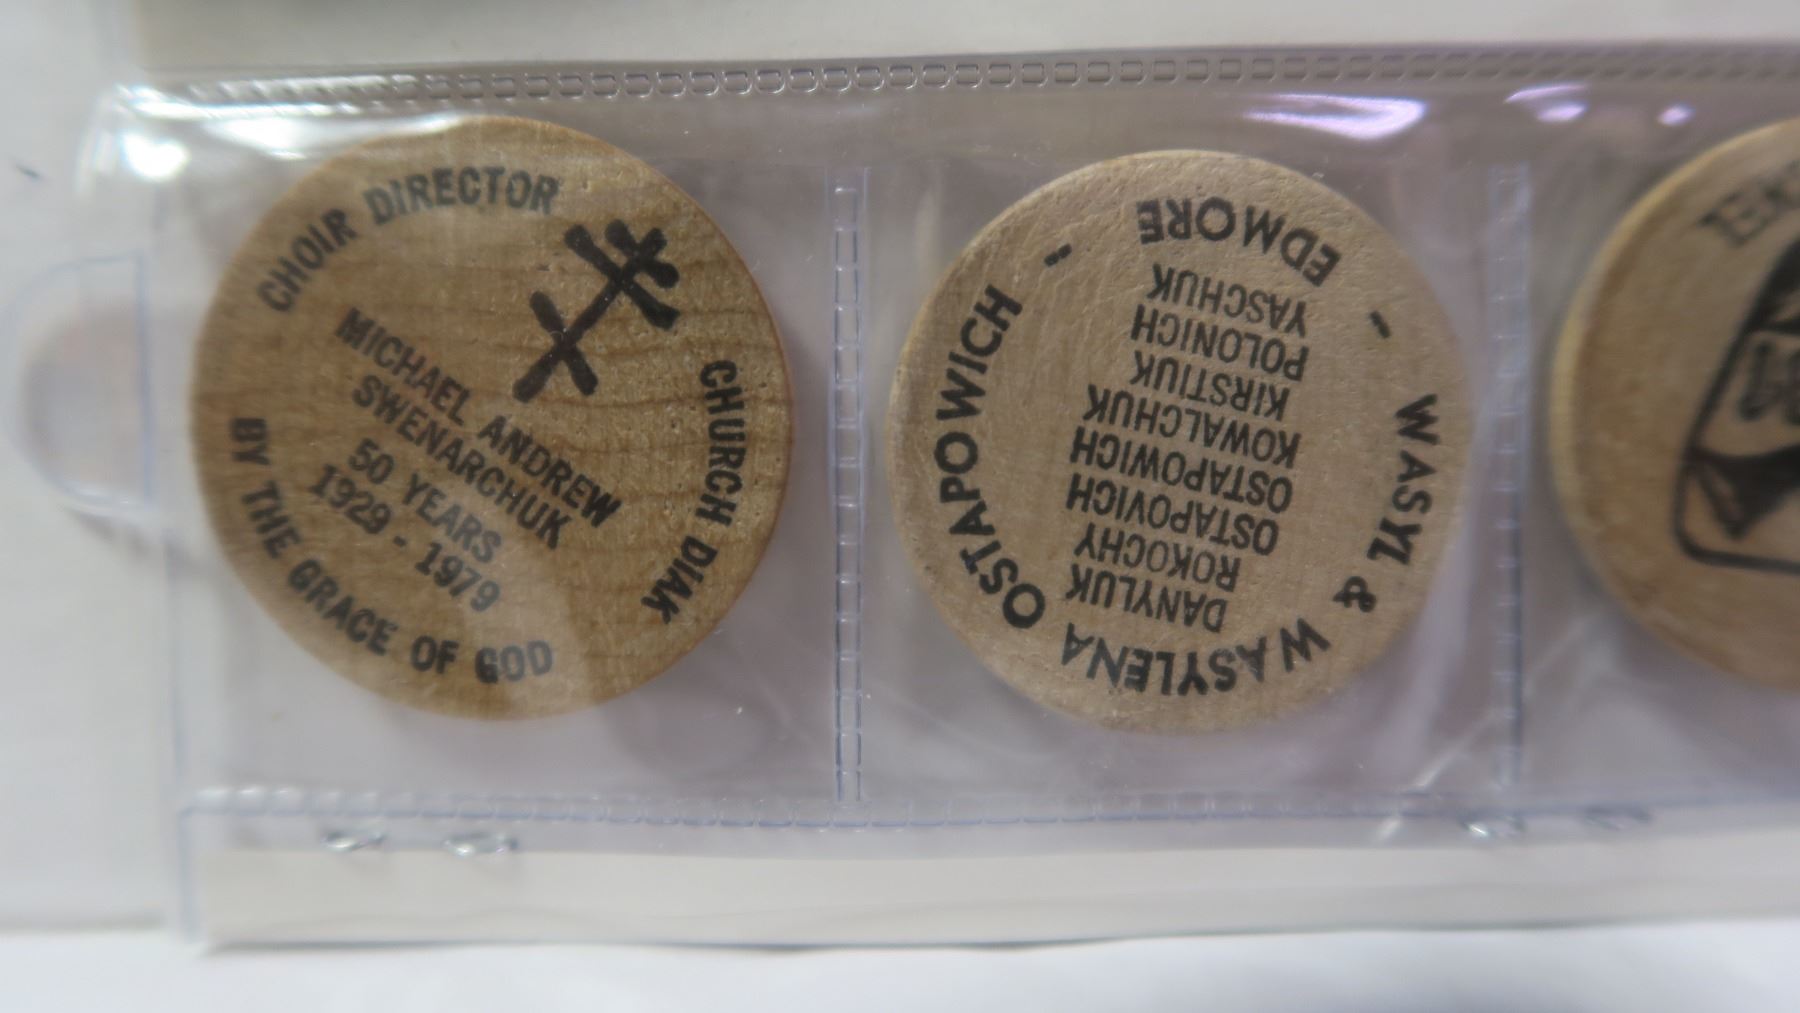 CHOIR DIRECTOR
CHURCH DIAK
MICHAEL ANDREW
SWENARCHUK
50 YEARS
1929 - 1979
BY THE GRACE OF GOD
WASYL & WASYLENA OSTAPOWICH -
EDMORE -
DANYLUK
ROKOCHY
OSTAPOVICH
OSTAPOWICH
KOWALCHUK
KIRSTIUK
POLONICH
YASCHUK